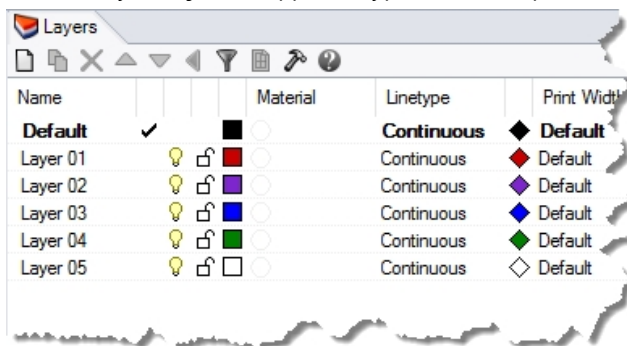 Layers
Name Material Linetype Print Width
Default Continuous Default
Layer 01 Continuous Default
Layer 02 Continuous Default
Layer 03 Continuous Default
Layer 04 Continuous Default
Layer 05 Continuous Default